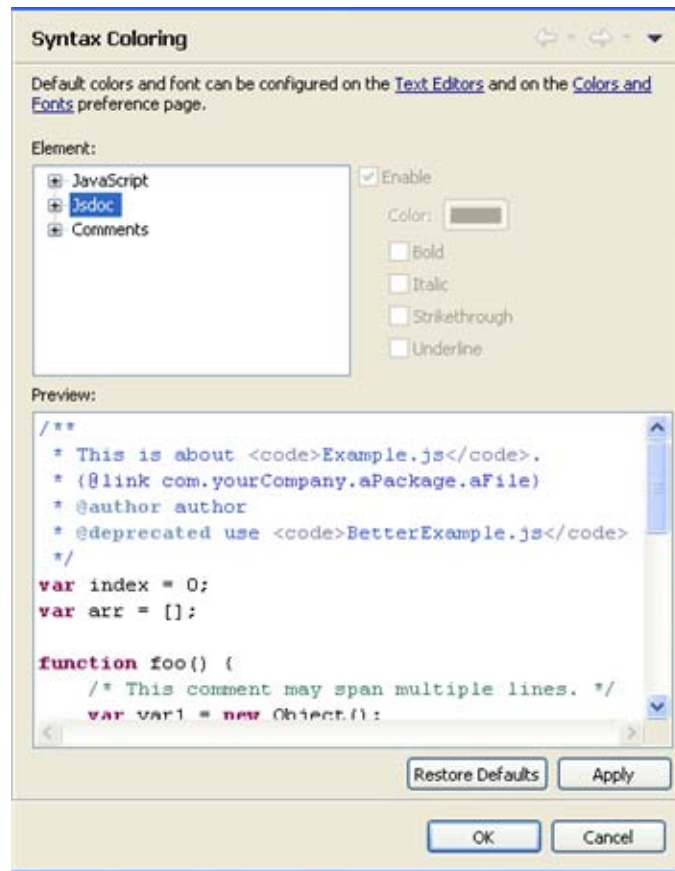 Syntax Coloring
Default colors and font can be configured on the Text Editors and on the Colors and
Fonts preference page.
Element:
JavaScript
Jsdoc
Comments
Enable
Color:
Bold
Italic
Strikethrough
Underline
Preview:
/**
 * This is about <code>Example.js</code>.
 * {@link com.yourCompany.aPackage.aFile}
 * @author author
 * @deprecated use <code>BetterExample.js</code>
 */
var index = 0;
var arr = [];
function foo() {
/* This comment may span multiple lines. */
var var1 = new Object();
Restore Defaults
Apply
OK
Cancel